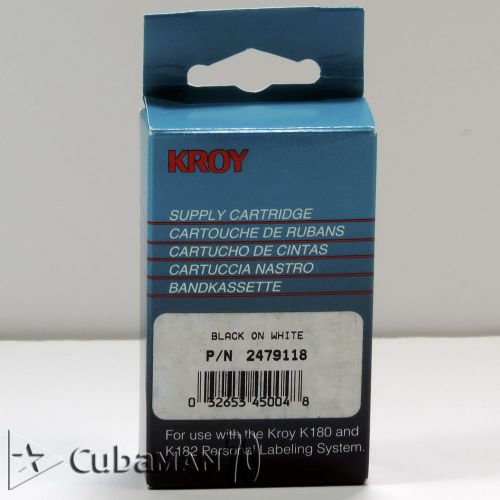 KROY
SUPPLY CARTRIDGE
CARTOUCHE DE RUBANS
CARTUCHO DE CINTAS
CARTUCCIA NASTRO
BANDKASSETTE
BLACK ON WHITE
P/N 2479118
0 32653 45004 8
For use with the Kroy K180 and
K182 Personal Labeling System.
CubaMAN70